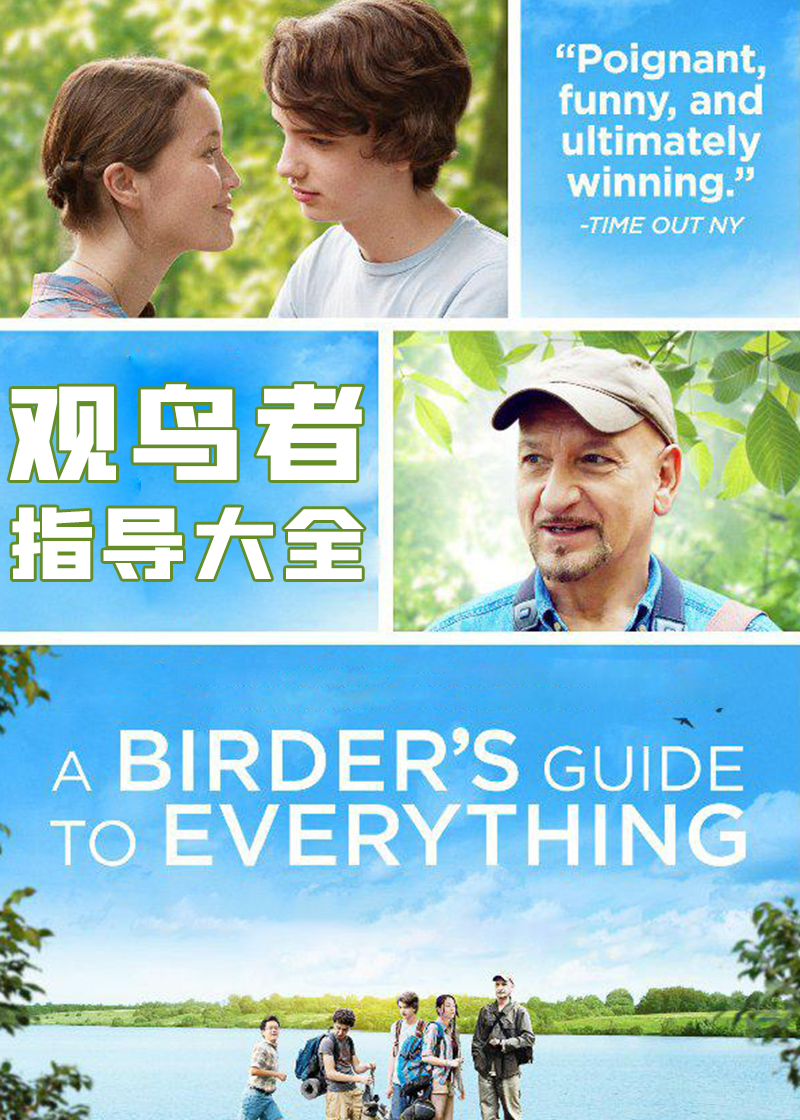 “Poignant,
funny, and
ultimately
winning.”
-TIME OUT NY
观鸟者
指导大全
A BIRDER’S GUIDE
TO EVERYTHING